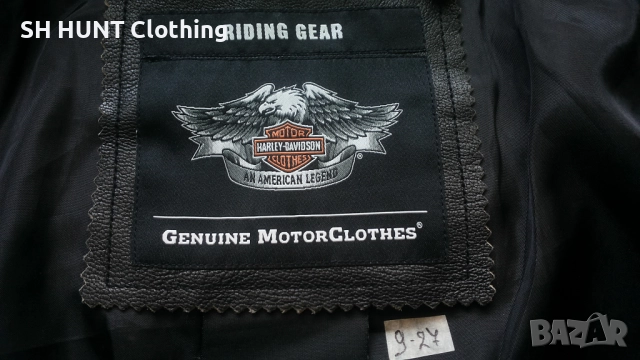 SH HUNT Clothing
RIDING GEAR
MOTOR
HARLEY-DAVIDSON
CLOTHES
®
AN AMERICAN LEGEND
GENUINE MOTORCLOTHES®
9-27
BAZAR